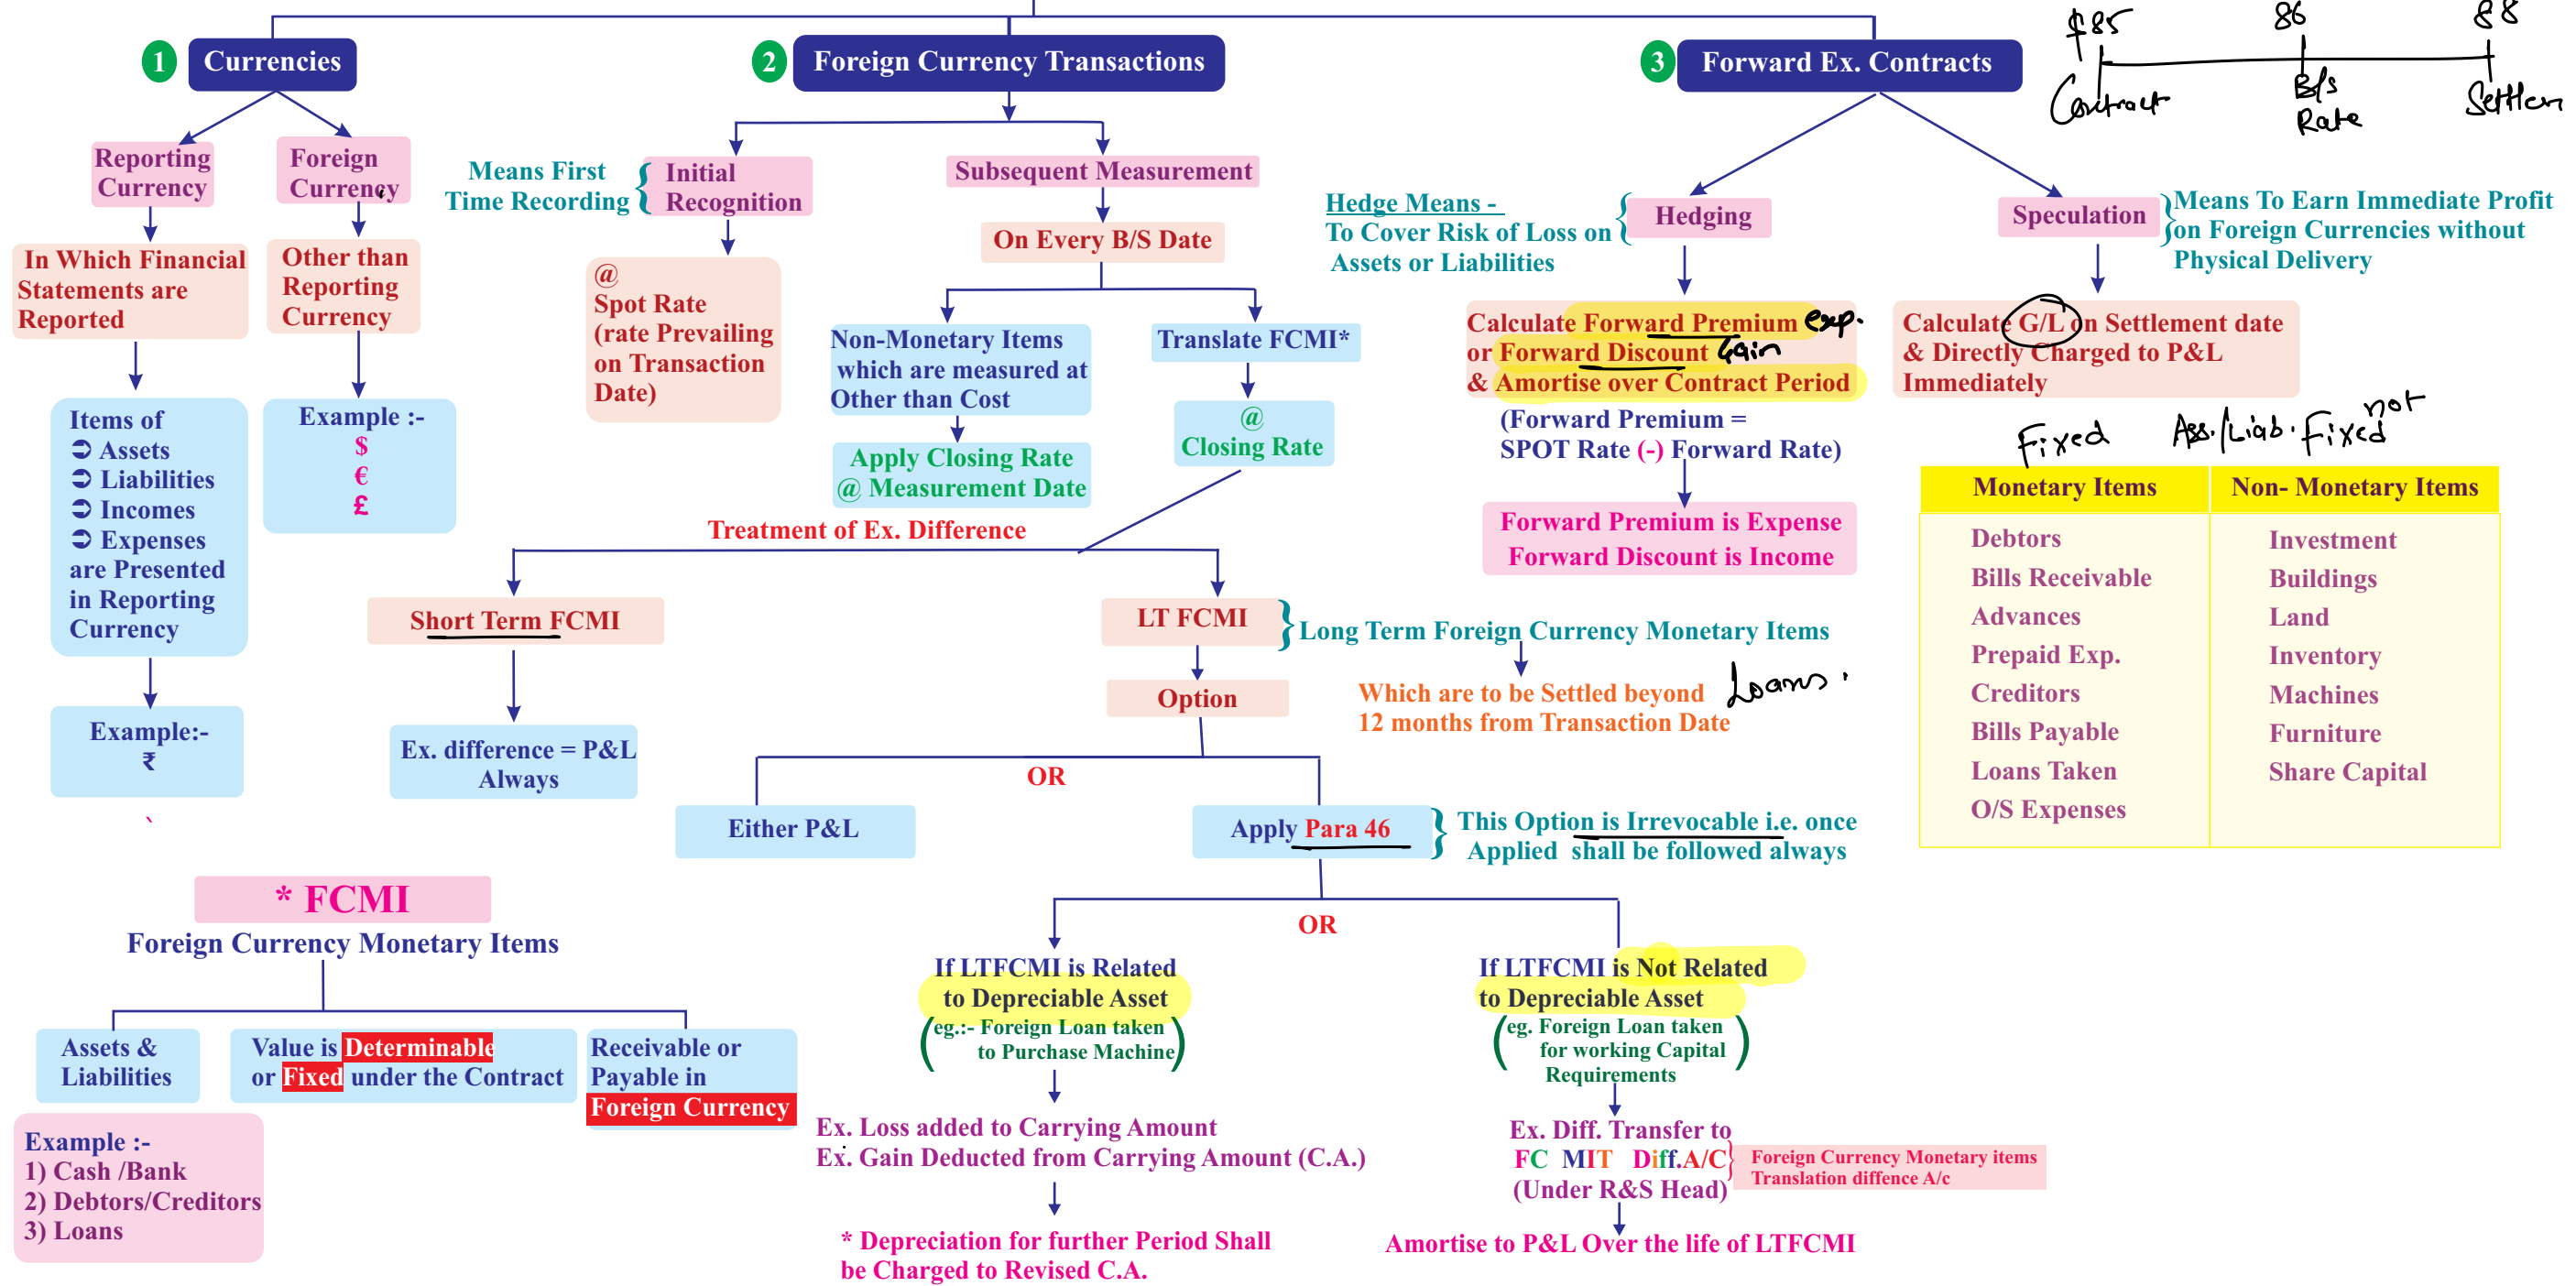 1 Currencies
Reporting
Currency
In Which Financial
Statements are
Reported
Items of
➲ Assets
➲ Liabilities
➲ Incomes
➲ Expenses
are Presented
in Reporting
Currency
Example:-
₹
`
Foreign
Currency
Other than
Reporting
Currency
Example :-
$
€
£
* FCMI
Foreign Currency Monetary Items
Assets &
Liabilities
Value is Determinable
or Fixed under the Contract
Receivable or
Payable in
Foreign Currency
Example :-
1) Cash /Bank
2) Debtors/Creditors
3) Loans
2 Foreign Currency Transactions
Means First
Time Recording
Initial
Recognition
@
Spot Rate
(rate Prevailing
on Transaction
Date)
Subsequent Measurement
On Every B/S Date
Non-Monetary Items
which are measured at
Other than Cost
Apply Closing Rate
@ Measurement Date
Translate FCMI*
@
Closing Rate
Treatment of Ex. Difference
Short Term FCMI
Ex. difference = P&L
Always
LT FCMI
Long Term Foreign Currency Monetary Items
Which are to be Settled beyond
12 months from Transaction Date
Loans.
Option
OR
Either P&L
Apply Para 46
This Option is Irrevocable i.e. once
Applied shall be followed always
OR
If LTFCMI is Related
to Depreciable Asset
(eg.:- Foreign Loan taken
to Purchase Machine)
Ex. Loss added to Carrying Amount
Ex. Gain Deducted from Carrying Amount (C.A.)
* Depreciation for further Period Shall
be Charged to Revised C.A.
If LTFCMI is Not Related
to Depreciable Asset
(eg. Foreign Loan taken
for working Capital
Requirements)
Ex. Diff. Transfer to
FC MIT Diff.A/C
(Under R&S Head)
Foreign Currency Monetary items
Translation diffence A/c
Amortise to P&L Over the life of LTFCMI
3 Forward Ex. Contracts
$85 86 88
Contract B/s Settlem
Rate
Hedge Means -
To Cover Risk of Loss on
Assets or Liabilities
Hedging
Calculate Forward Premium exp.
or Forward Discount Gain
& Amortise over Contract Period
(Forward Premium =
SPOT Rate (-) Forward Rate)
Forward Premium is Expense
Forward Discount is Income
Speculation
Means To Earn Immediate Profit
on Foreign Currencies without
Physical Delivery
Calculate G/L on Settlement date
& Directly Charged to P&L
Immediately
Fixed Ass./Liab. Fixed not
Monetary Items Non- Monetary Items
Debtors Investment
Bills Receivable Buildings
Advances Land
Prepaid Exp. Inventory
Creditors Machines
Bills Payable Furniture
Loans Taken Share Capital
O/S Expenses